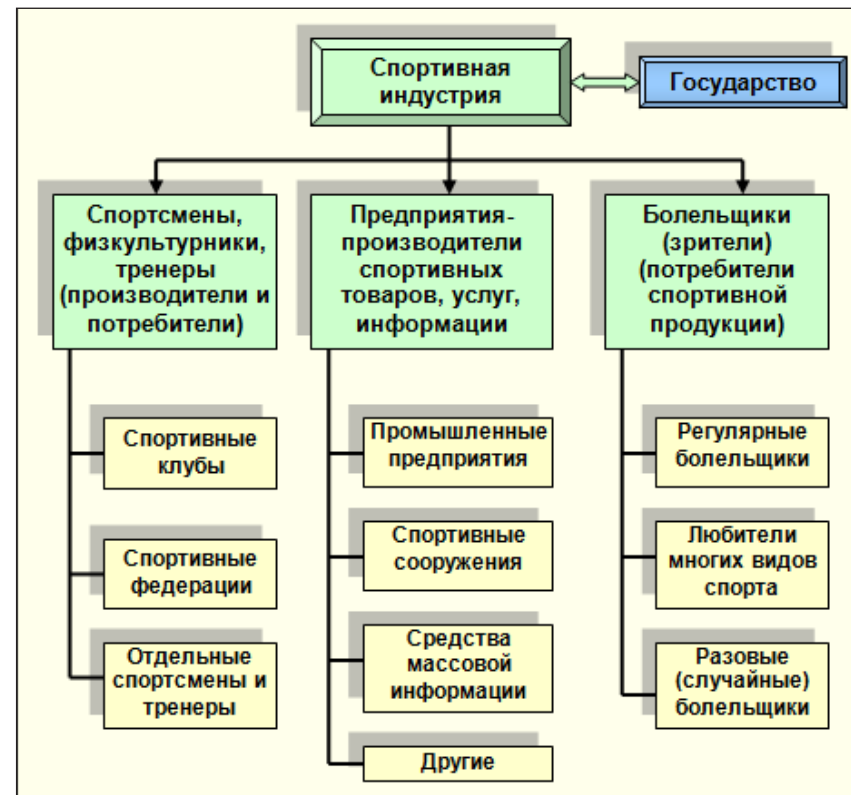 Спортивная
индустрия
Государство
Спортсмены,
физкультурники,
тренеры
(производители и
потребители)
Предприятия-
производители
спортивных
товаров, услуг,
информации
Болельщики
(зрители)
(потребители
спортивной
продукции)
Спортивные
клубы
Спортивные
федерации
Отдельные
спортсмены и
тренеры
Промышленные
предприятия
Спортивные
сооружения
Средства
массовой
информации
Другие
Регулярные
болельщики
Любители
многих видов
спорта
Разовые
(случайные)
болельщики